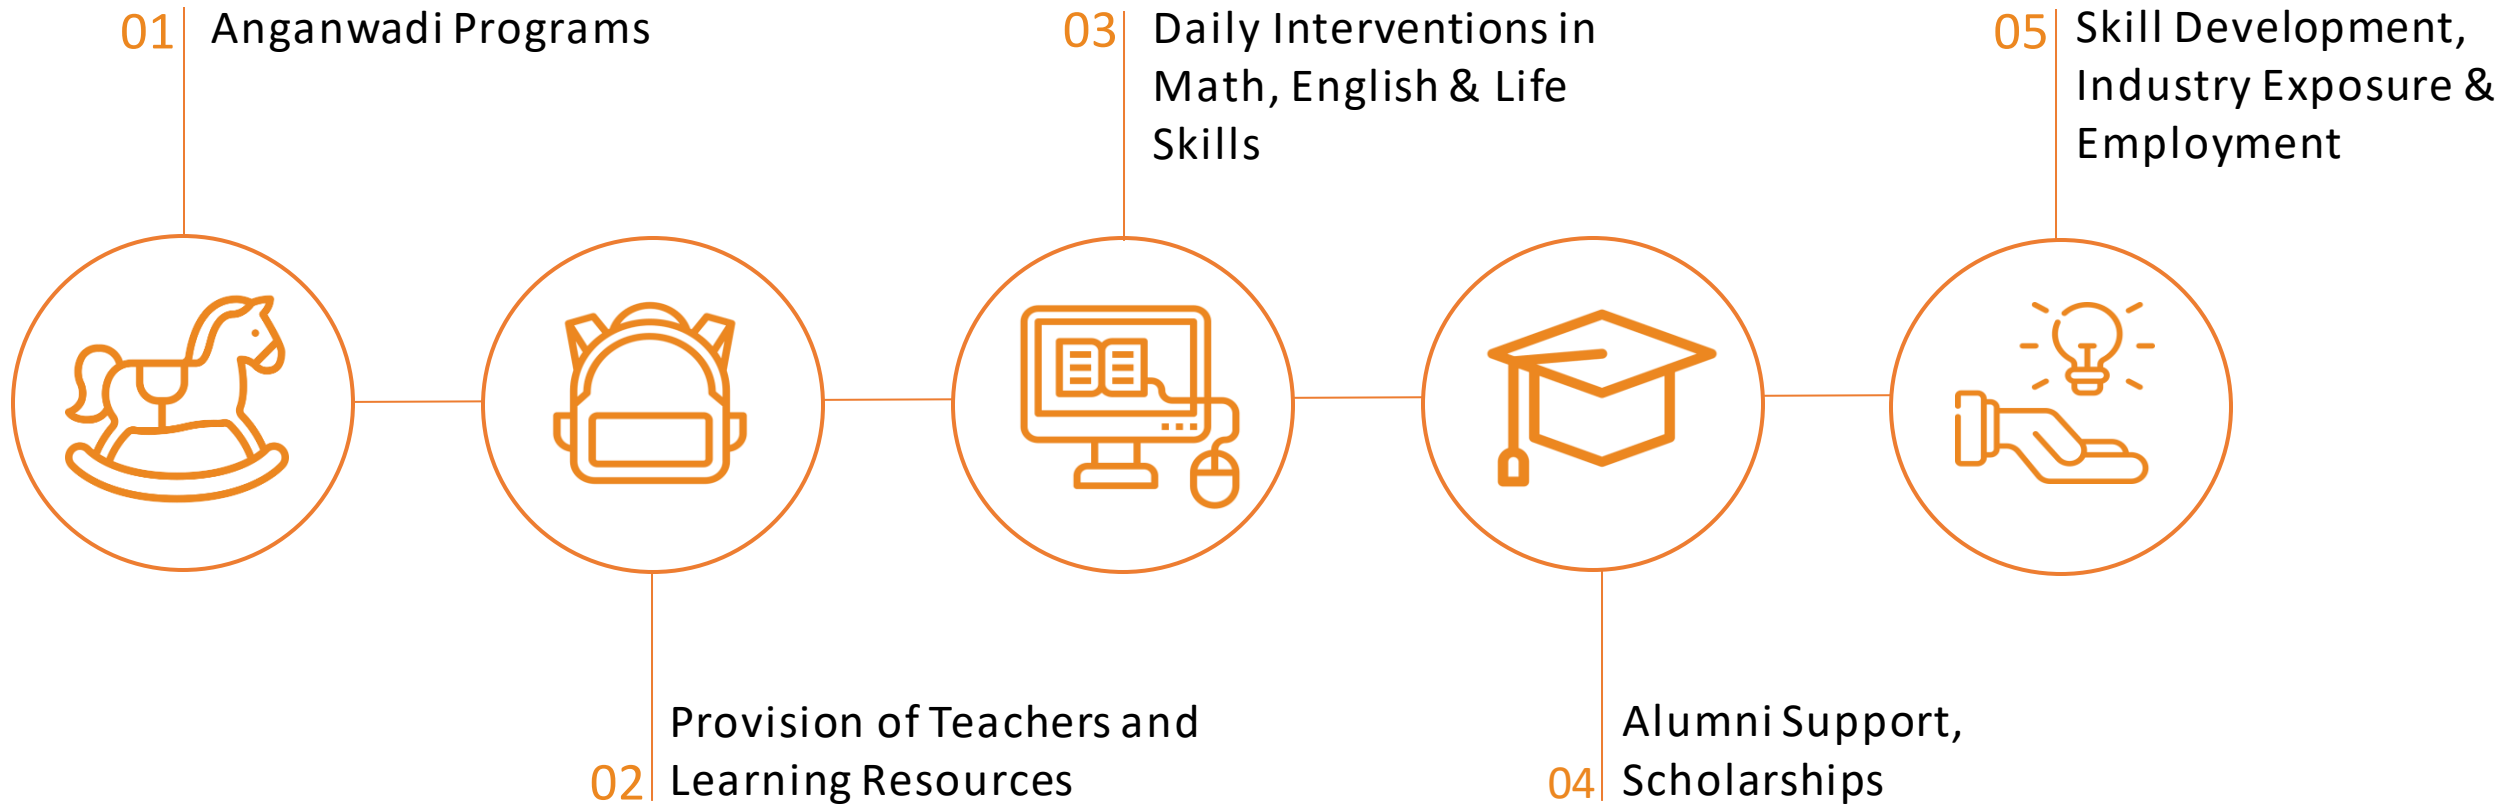 01
Anganwadi Programs
02
Provision of Teachers and
Learning Resources
03
Daily Interventions in
Math, English & Life
Skills
04
Alumni Support,
Scholarships
05
Skill Development,
Industry Exposure &
Employment